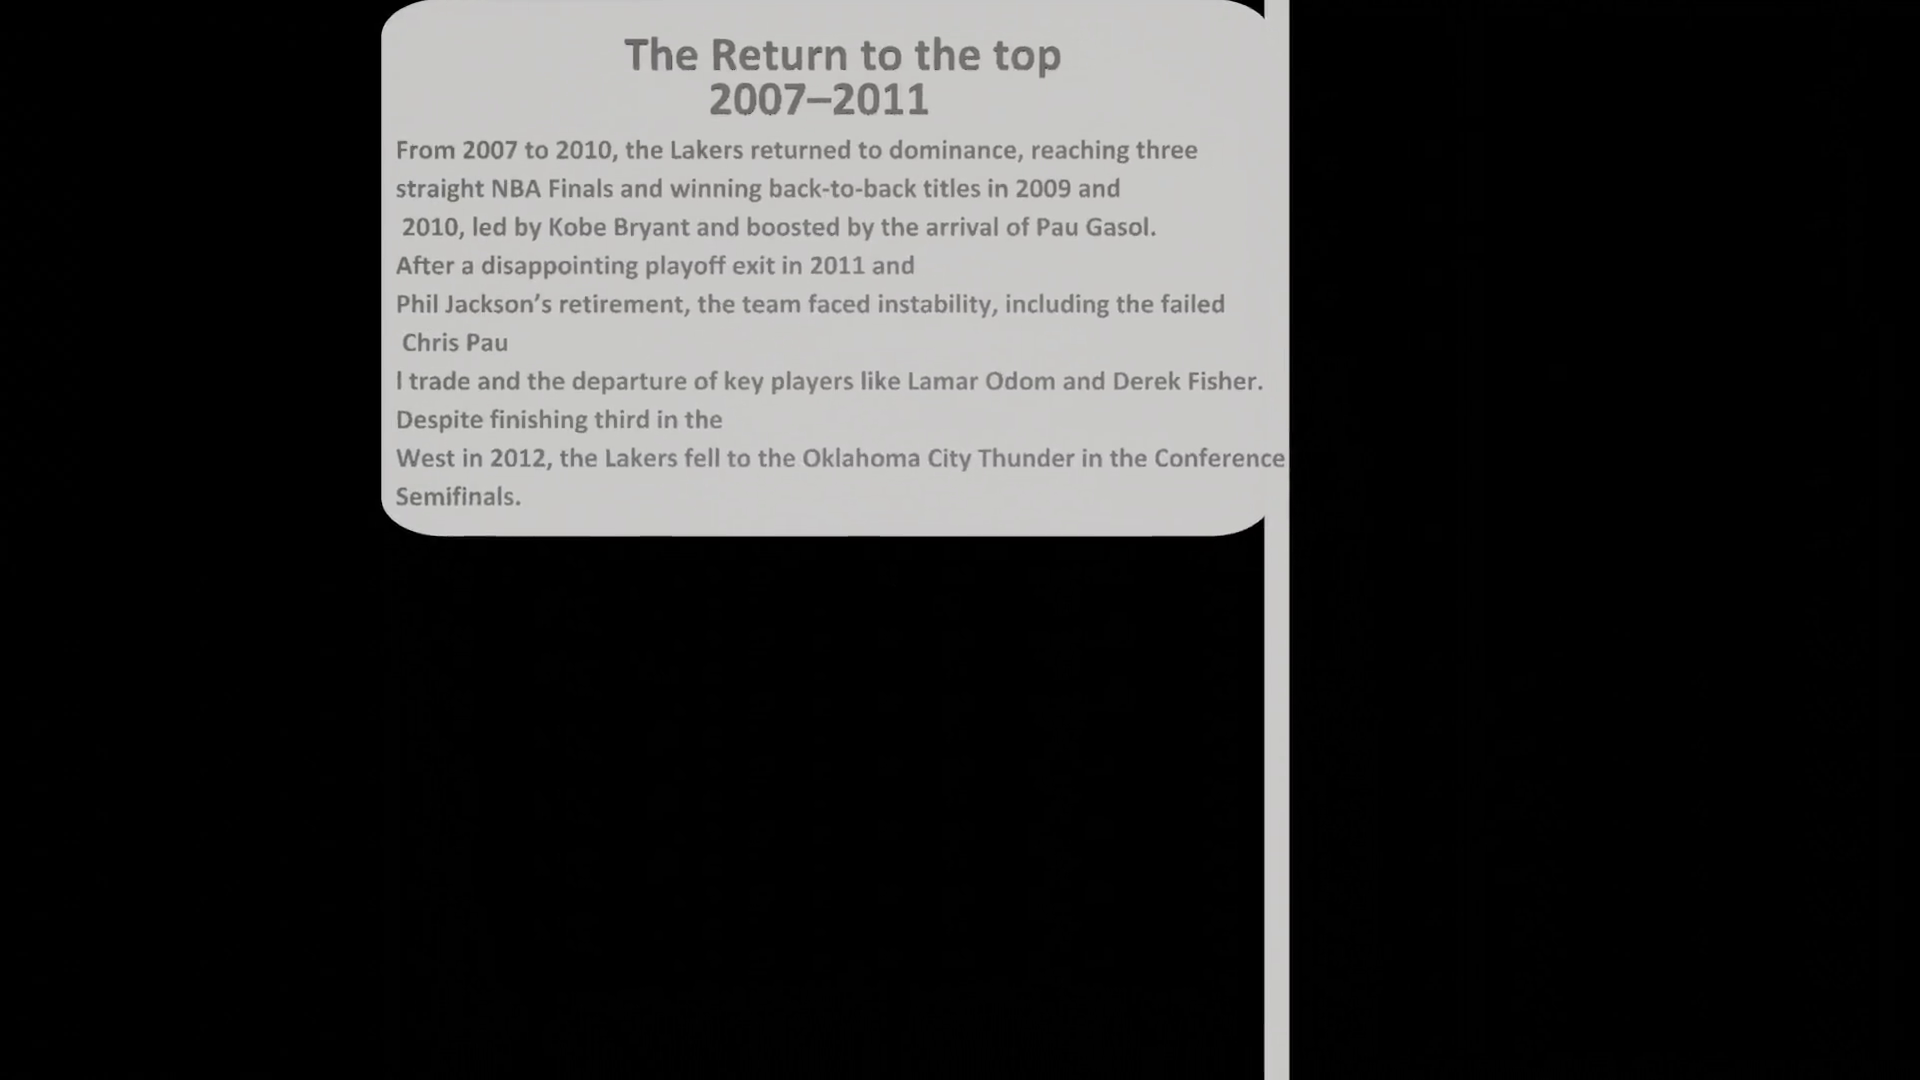 The Return to the top
2007–2011
From 2007 to 2010, the Lakers returned to dominance, reaching three
straight NBA Finals and winning back-to-back titles in 2009 and
2010, led by Kobe Bryant and boosted by the arrival of Pau Gasol.
After a disappointing playoff exit in 2011 and
Phil Jackson’s retirement, the team faced instability, including the failed
Chris Pau
l trade and the departure of key players like Lamar Odom and Derek Fisher.
Despite finishing third in the
West in 2012, the Lakers fell to the Oklahoma City Thunder in the Conference
Semifinals.